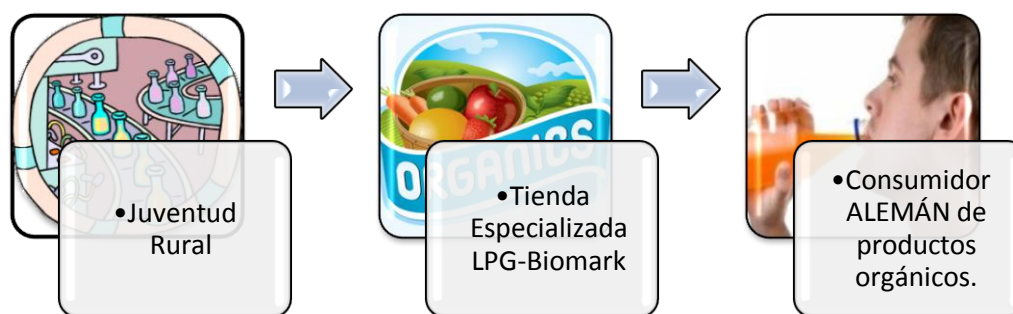 ORGANICS
•Juventud
Rural
•Tienda
Especializada
LPG-Biomark
•Consumidor
ALEMÁN de
productos
orgánicos.